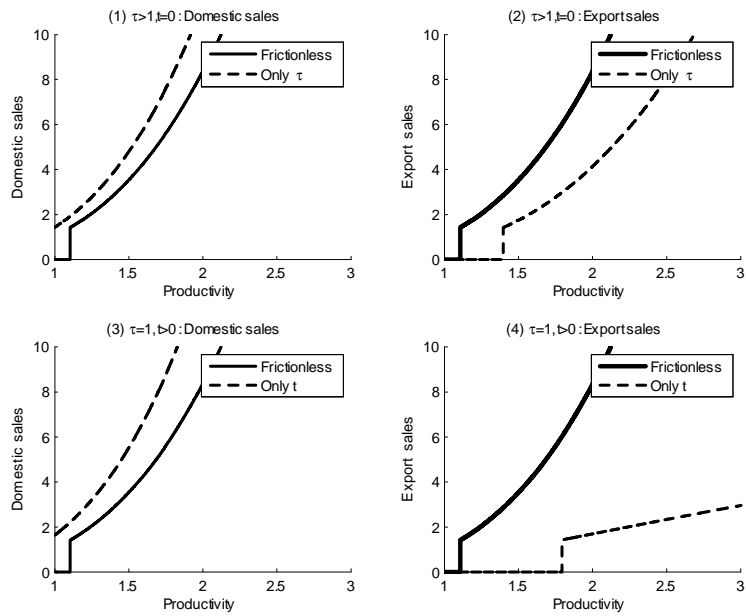 (1) τ>1,t=0: Domestic sales
10
8
6
4
2
0
1
1.5
2
2.5
3
Domestic sales
Productivity
Frictionless
Only τ
(2) τ>1,t=0: Export sales
10
8
6
4
2
0
1
1.5
2
2.5
3
Export sales
Productivity
Frictionless
Only τ
(3) τ=1,t>0: Domestic sales
10
8
6
4
2
0
1
1.5
2
2.5
3
Domestic sales
Productivity
Frictionless
Only t
(4) τ=1,t>0: Export sales
10
8
6
4
2
0
1
1.5
2
2.5
3
Export sales
Productivity
Frictionless
Only t